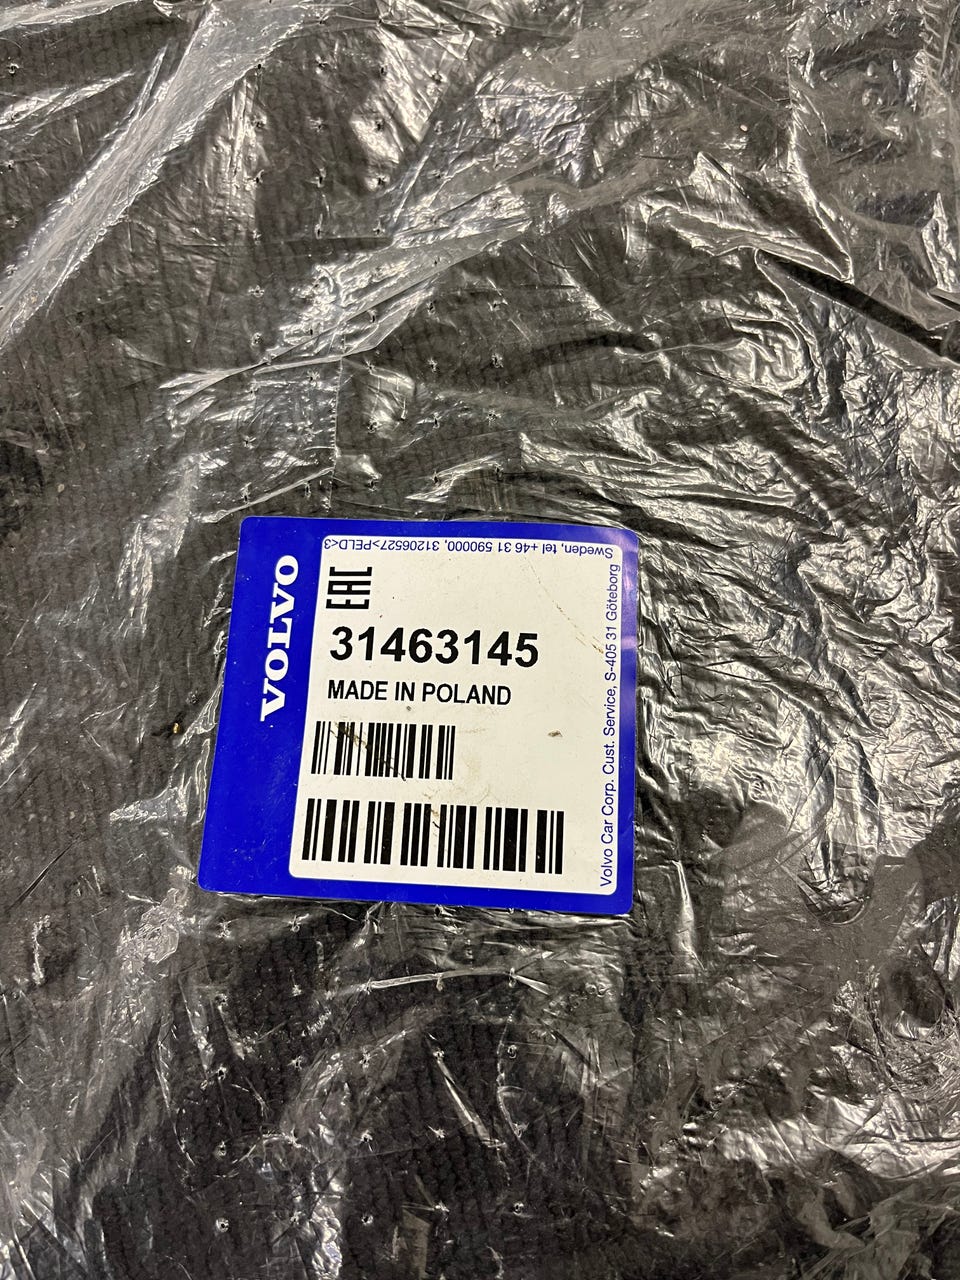 VOLVO
EAC
31463145
MADE IN POLAND
Volvo Car Corp. Cust. Service, S-405 31 Göteborg
Sweden, tel +46 31 590000, 31206527>PELD<3